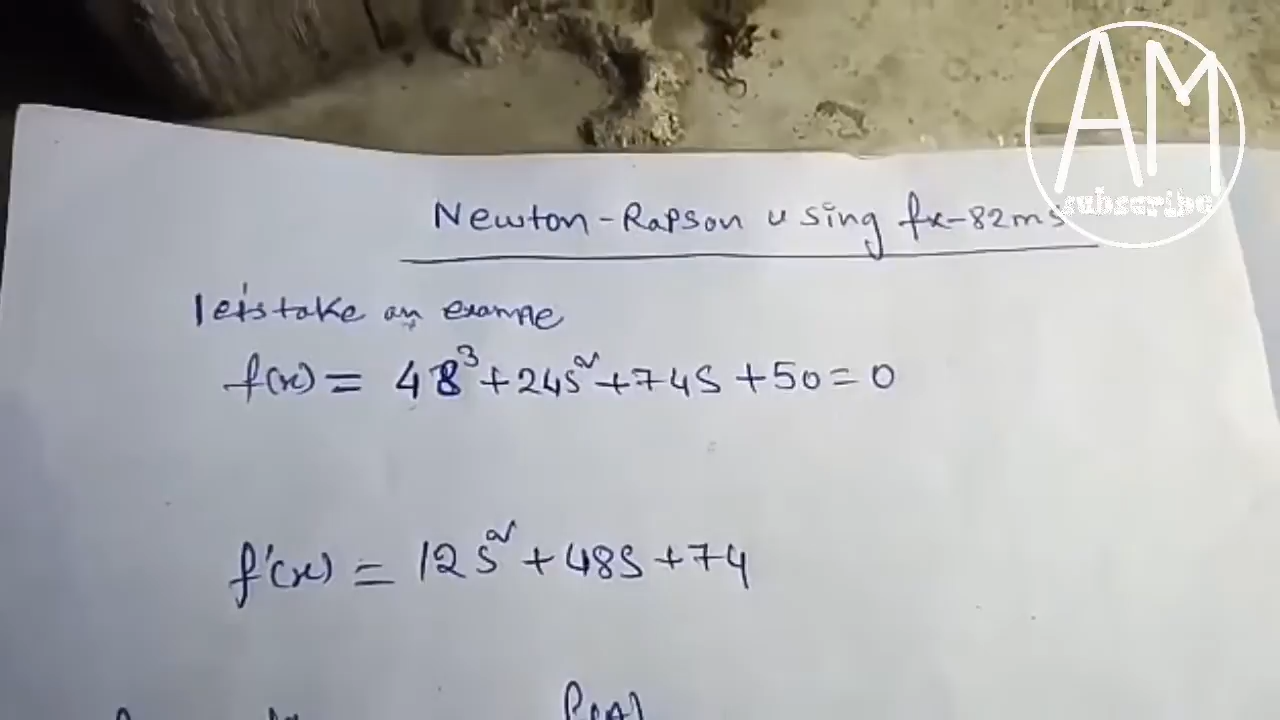 AM
subscribe
Newton-Rapson using fx-82ms
let's take an example
f(x) = 4s³+24s²+74s+50=0
f'(x) = 12s²+48s+74